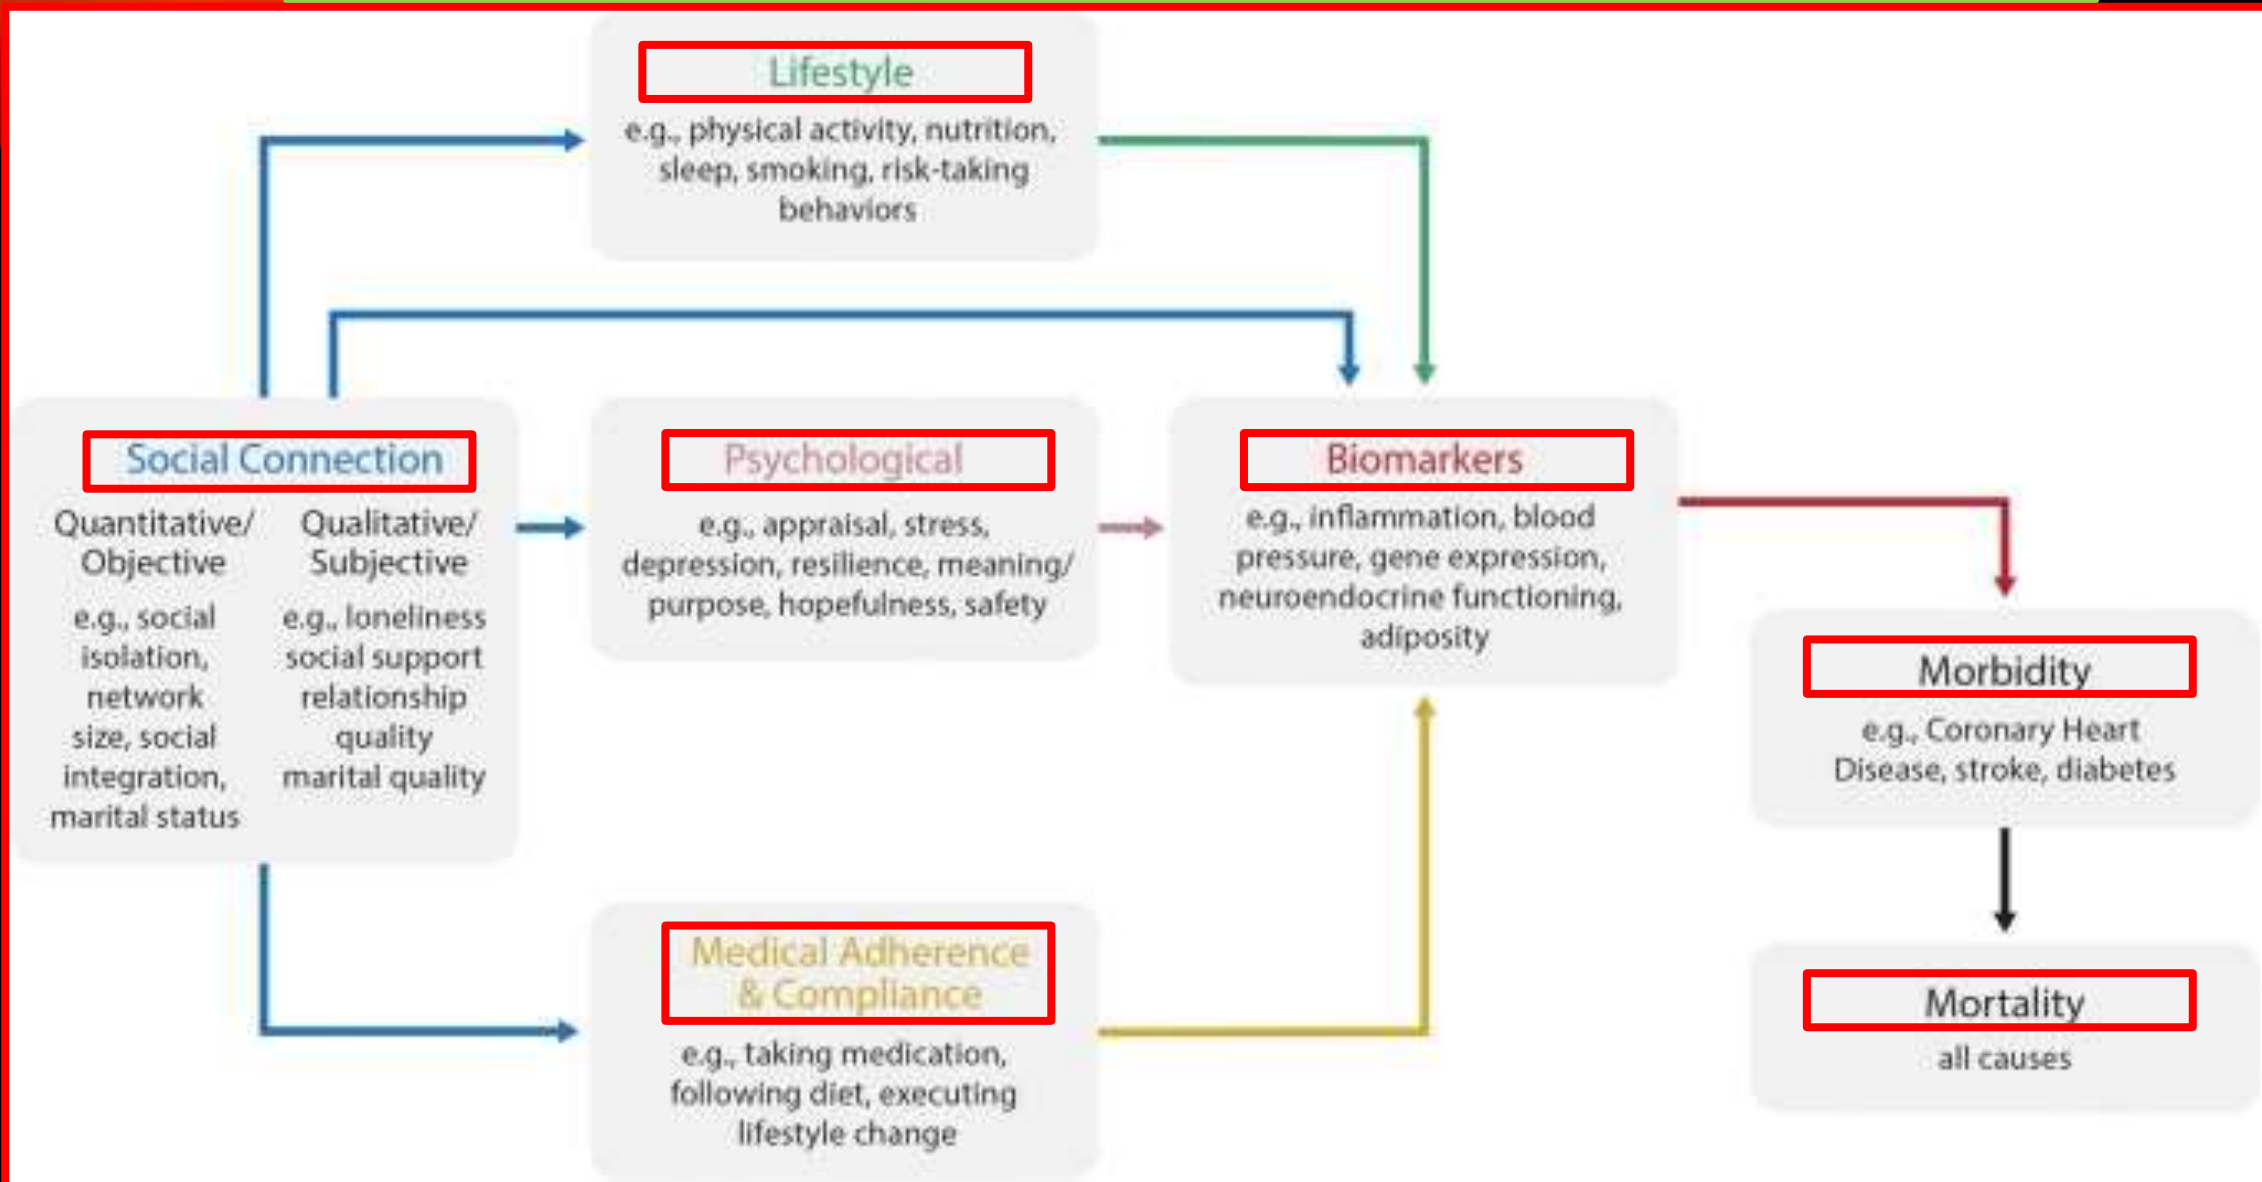 Lifestyle
e.g., physical activity, nutrition,
sleep, smoking, risk-taking
behaviors
Social Connection
Quantitative/
Objective
e.g., social
isolation,
network
size, social
integration,
marital status
Qualitative/
Subjective
e.g., loneliness
social support
relationship
quality
marital quality
Psychological
e.g., appraisal, stress,
depression, resilience, meaning/
purpose, hopefulness, safety
Biomarkers
e.g., inflammation, blood
pressure, gene expression,
neuroendocrine functioning,
adiposity
Medical Adherence
& Compliance
e.g., taking medication,
following diet, executing
lifestyle change
Morbidity
e.g., Coronary Heart
Disease, stroke, diabetes
Mortality
all causes